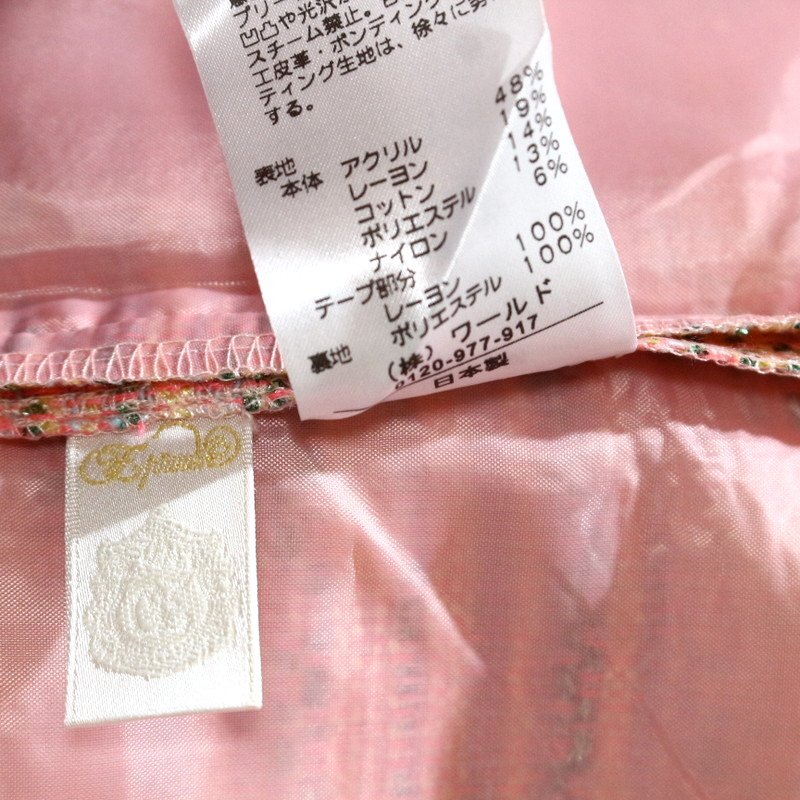 凹凸や光沢
スチーム禁止。
工皮革・ボンディング
ティング生地は、徐々に
する。
表地 アクリル 48%
本体 レーヨン 19%
コットン 14%
ポリエステル 13%
ナイロン 6%
テープ部分
レーヨン 100%
裏地 ポリエステル 100%
(株) ワールド
0120-977-917
日本製